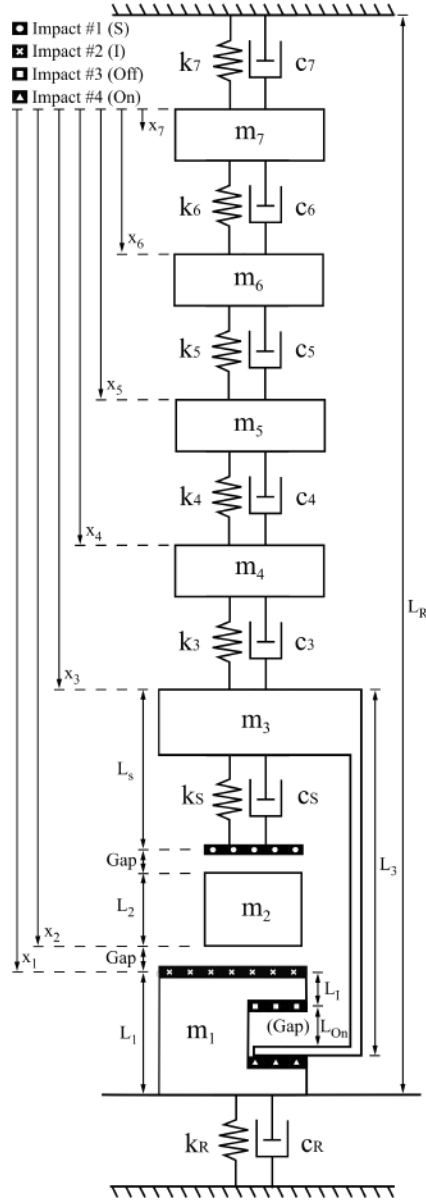 Impact #1 (S)
Impact #2 (I)
Impact #3 (Off)
Impact #4 (On)
k7 c7
x7
m7
k6 c6
x6
m6
k5 c5
x5
m5
k4 c4
x4
m4
LR
k3 c3
x3
m3
Ls
kS cS
Gap
L3
L2
m2
x2
Gap
x1
LI
L1
m1
(Gap)
LOn
kR cR